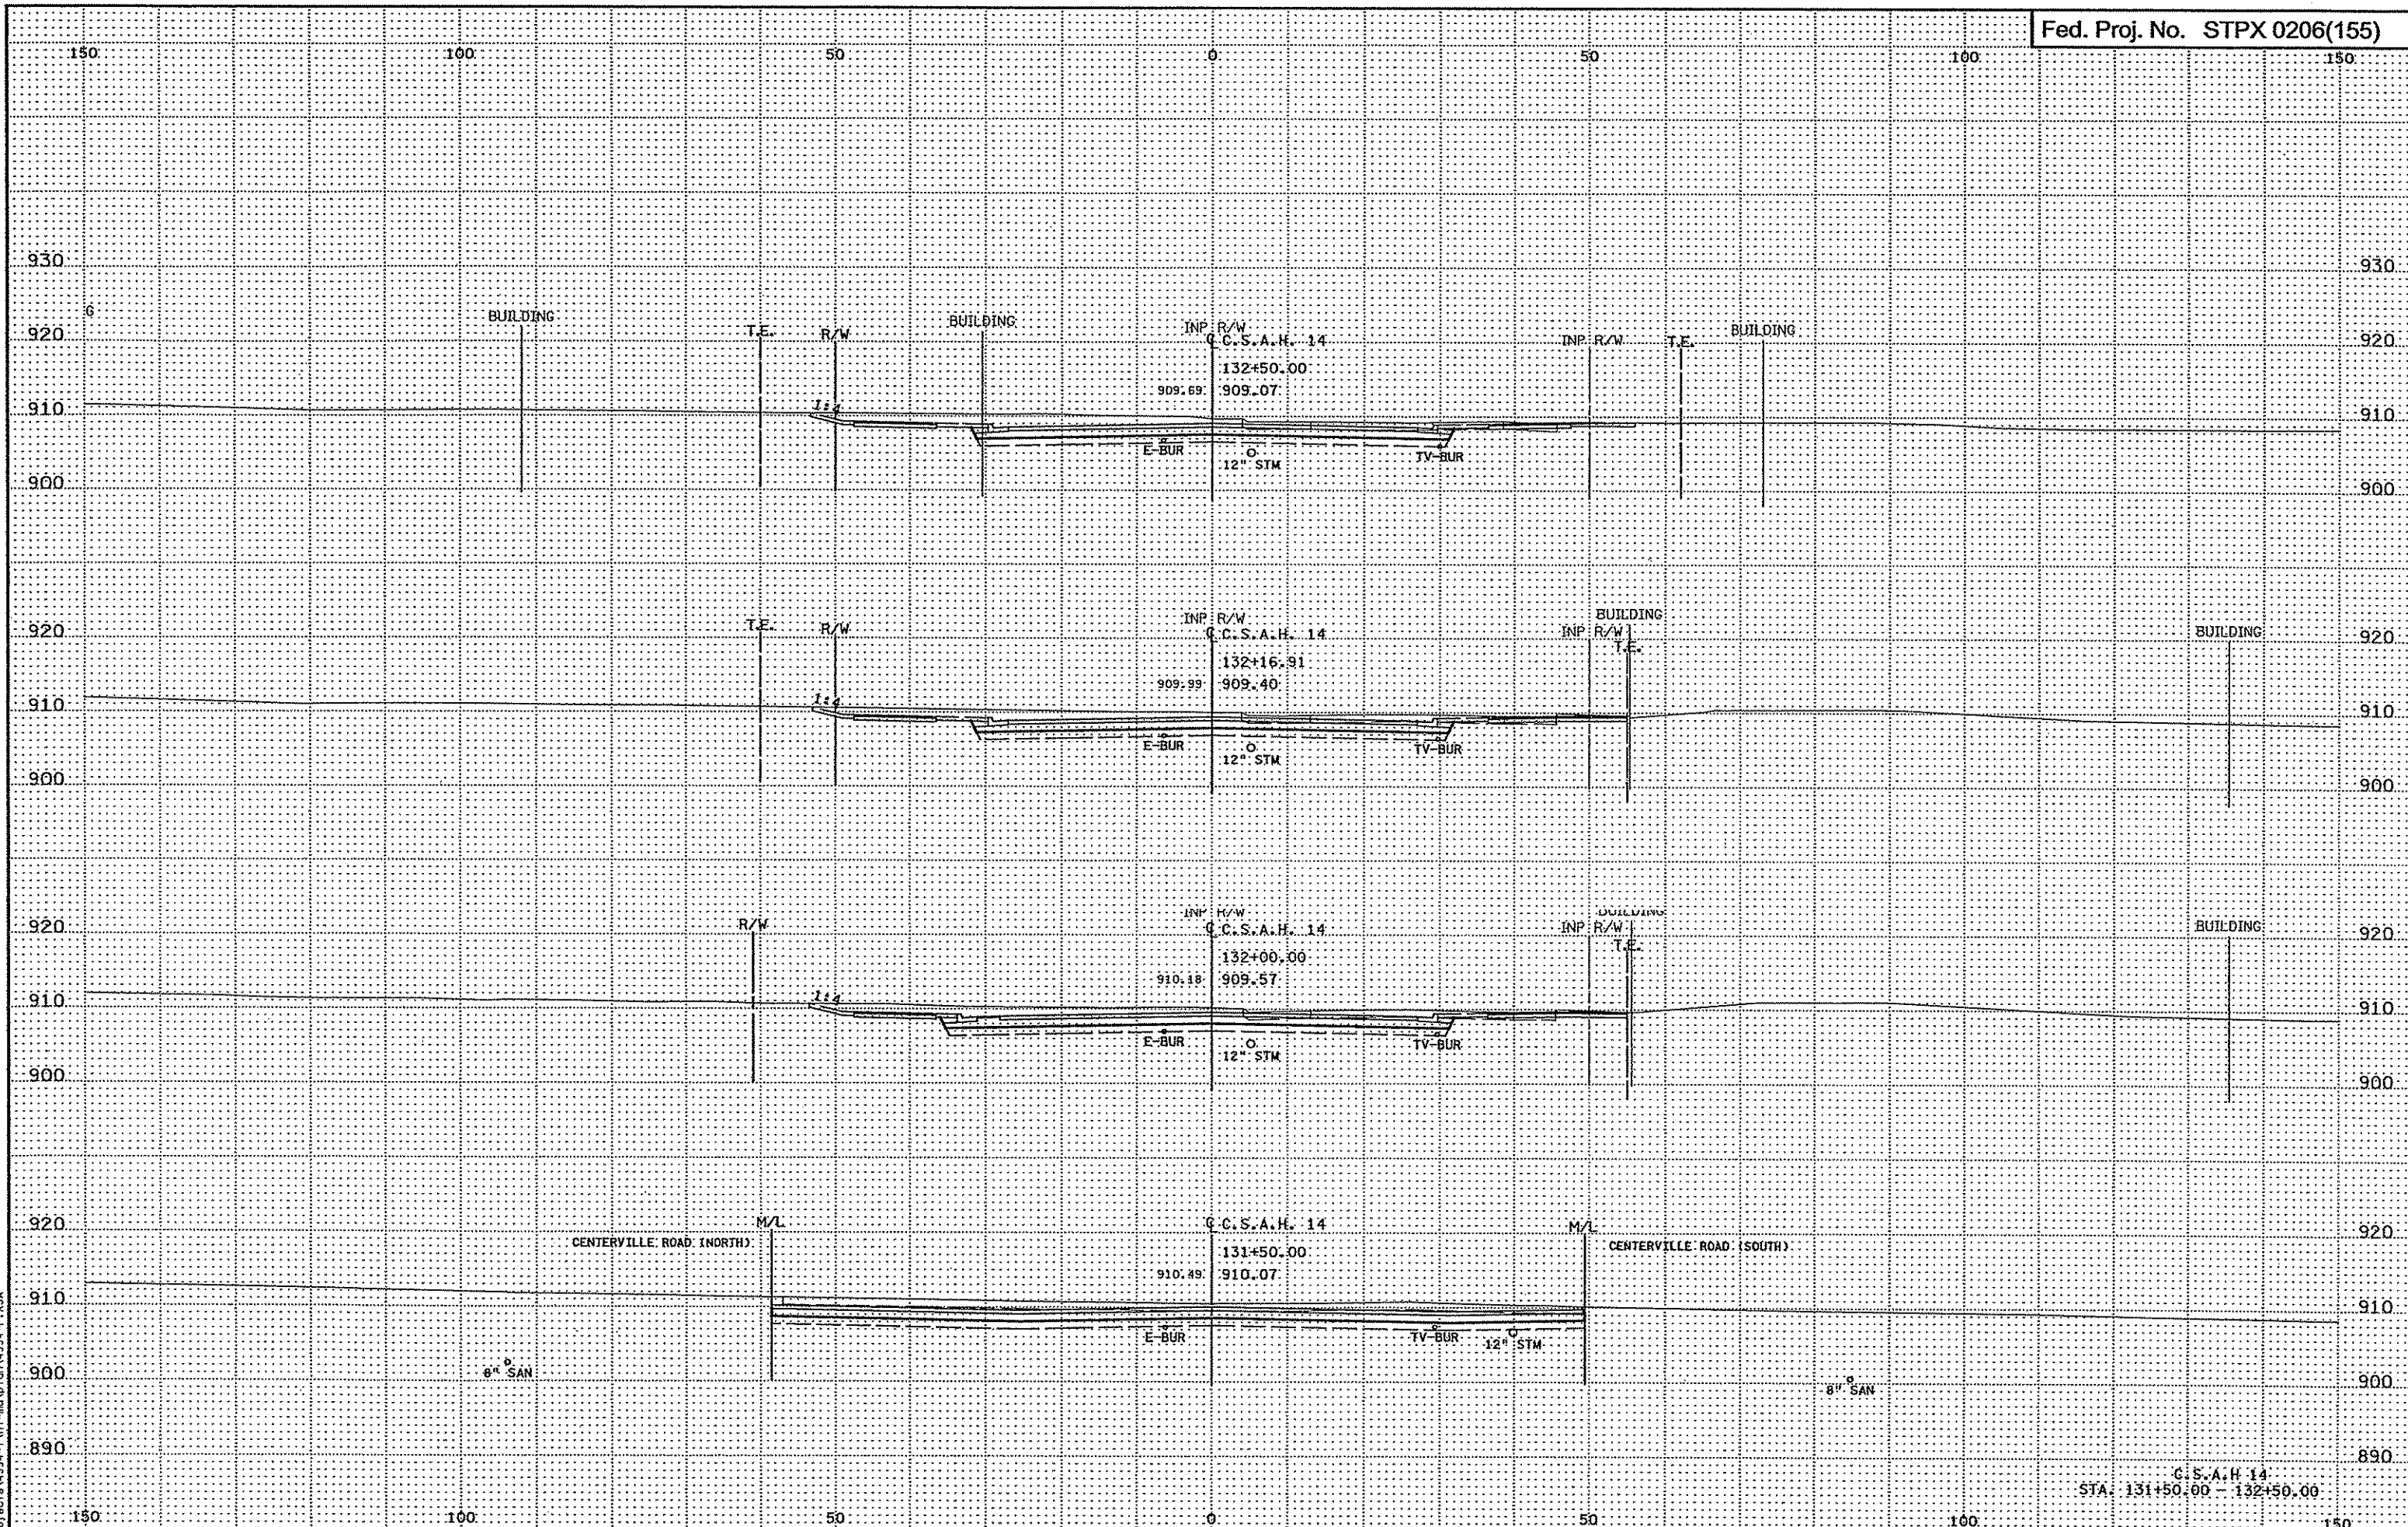 Fed. Proj. No. STPX 0206(155)
150 100 50 0 50 100 150
930 930
G
BUILDING T.E. R/W BUILDING INP R/W INP R/W T.E. BUILDING
920 ℄ C.S.A.H. 14 920
132+50.00
909.69 909.07
910 1:4 910
E-BUR 12" STM TV-BUR
900 900
T.E. R/W INP R/W INP R/W BUILDING T.E. BUILDING
920 ℄ C.S.A.H. 14 920
132+16.91
909.99 909.40
910 1:4 910
E-BUR 12" STM TV-BUR
900 900
R/W INP R/W INP R/W BUILDING T.E. BUILDING
920 ℄ C.S.A.H. 14 920
132+00.00
910.18 909.57
910 1:4 910
E-BUR 12" STM TV-BUR
900 900
920 M/L ℄ C.S.A.H. 14 M/L 920
CENTERVILLE ROAD (NORTH) CENTERVILLE ROAD (SOUTH)
131+50.00
910.49 910.07
910 910
E-BUR TV-BUR 12" STM
8" SAN 8" SAN
900 900
890 890
C.S.A.H 14
STA. 131+50.00 - 132+50.00
150 100 50 0 50 100 150